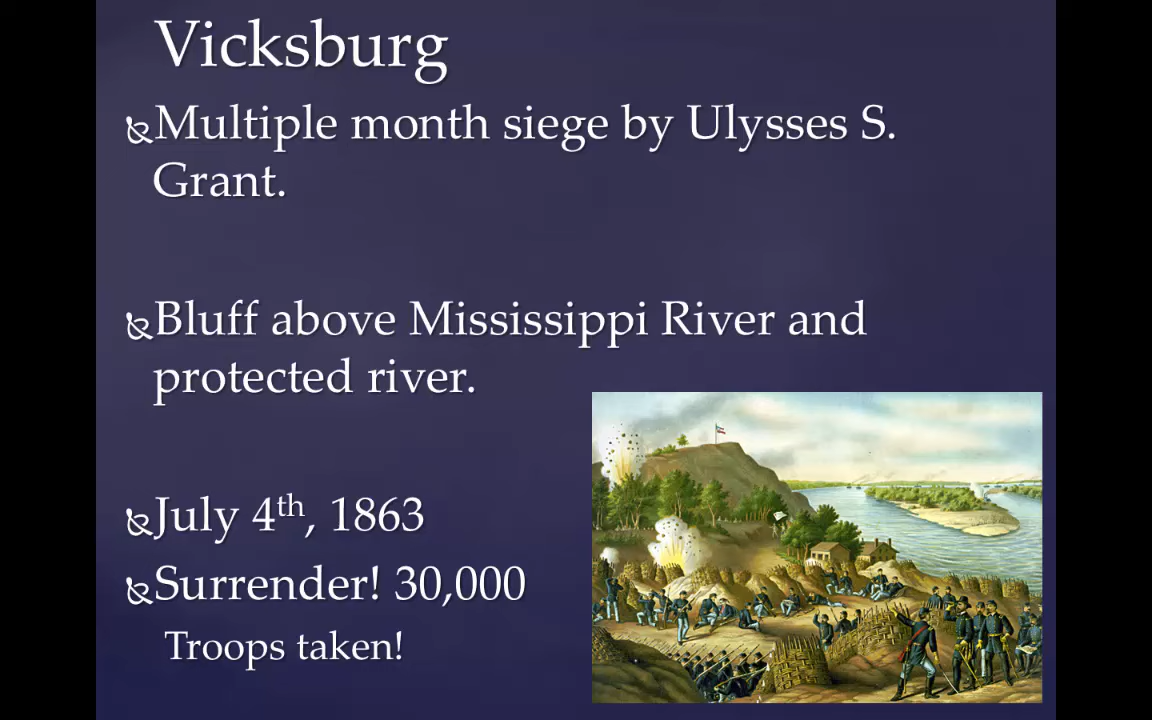 Vicksburg
Multiple month siege by Ulysses S.
Grant.
Bluff above Mississippi River and
protected river.
July 4th, 1863
Surrender! 30,000
Troops taken!